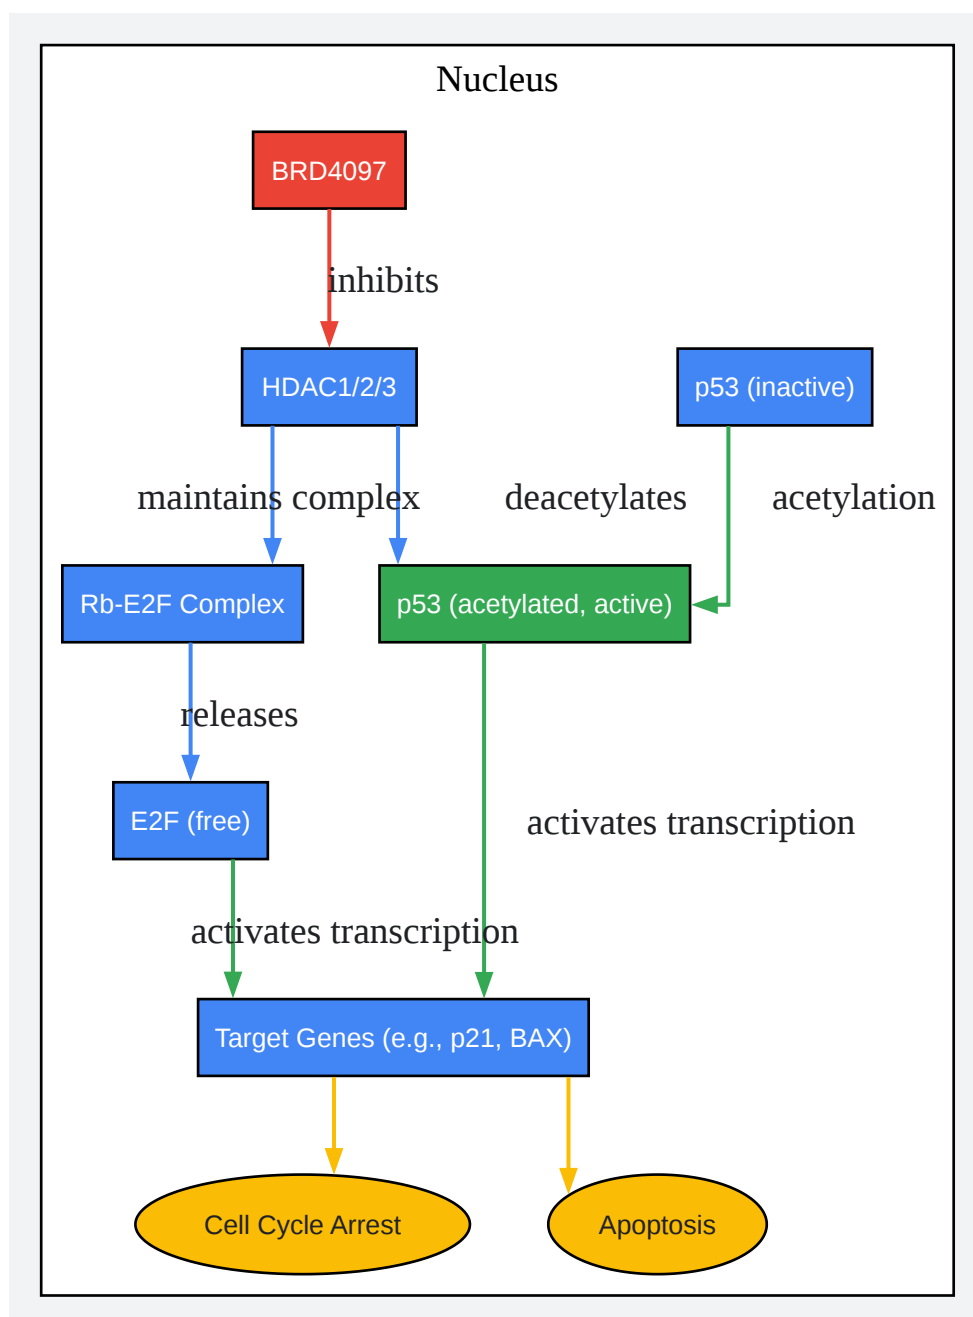 Nucleus
BRD4097
inhibits
HDAC1/2/3
p53 (inactive)
maintains complex
deacetylates
acetylation
Rb-E2F Complex
p53 (acetylated, active)
releases
E2F (free)
activates transcription
activates transcription
Target Genes (e.g., p21, BAX)
Cell Cycle Arrest
Apoptosis